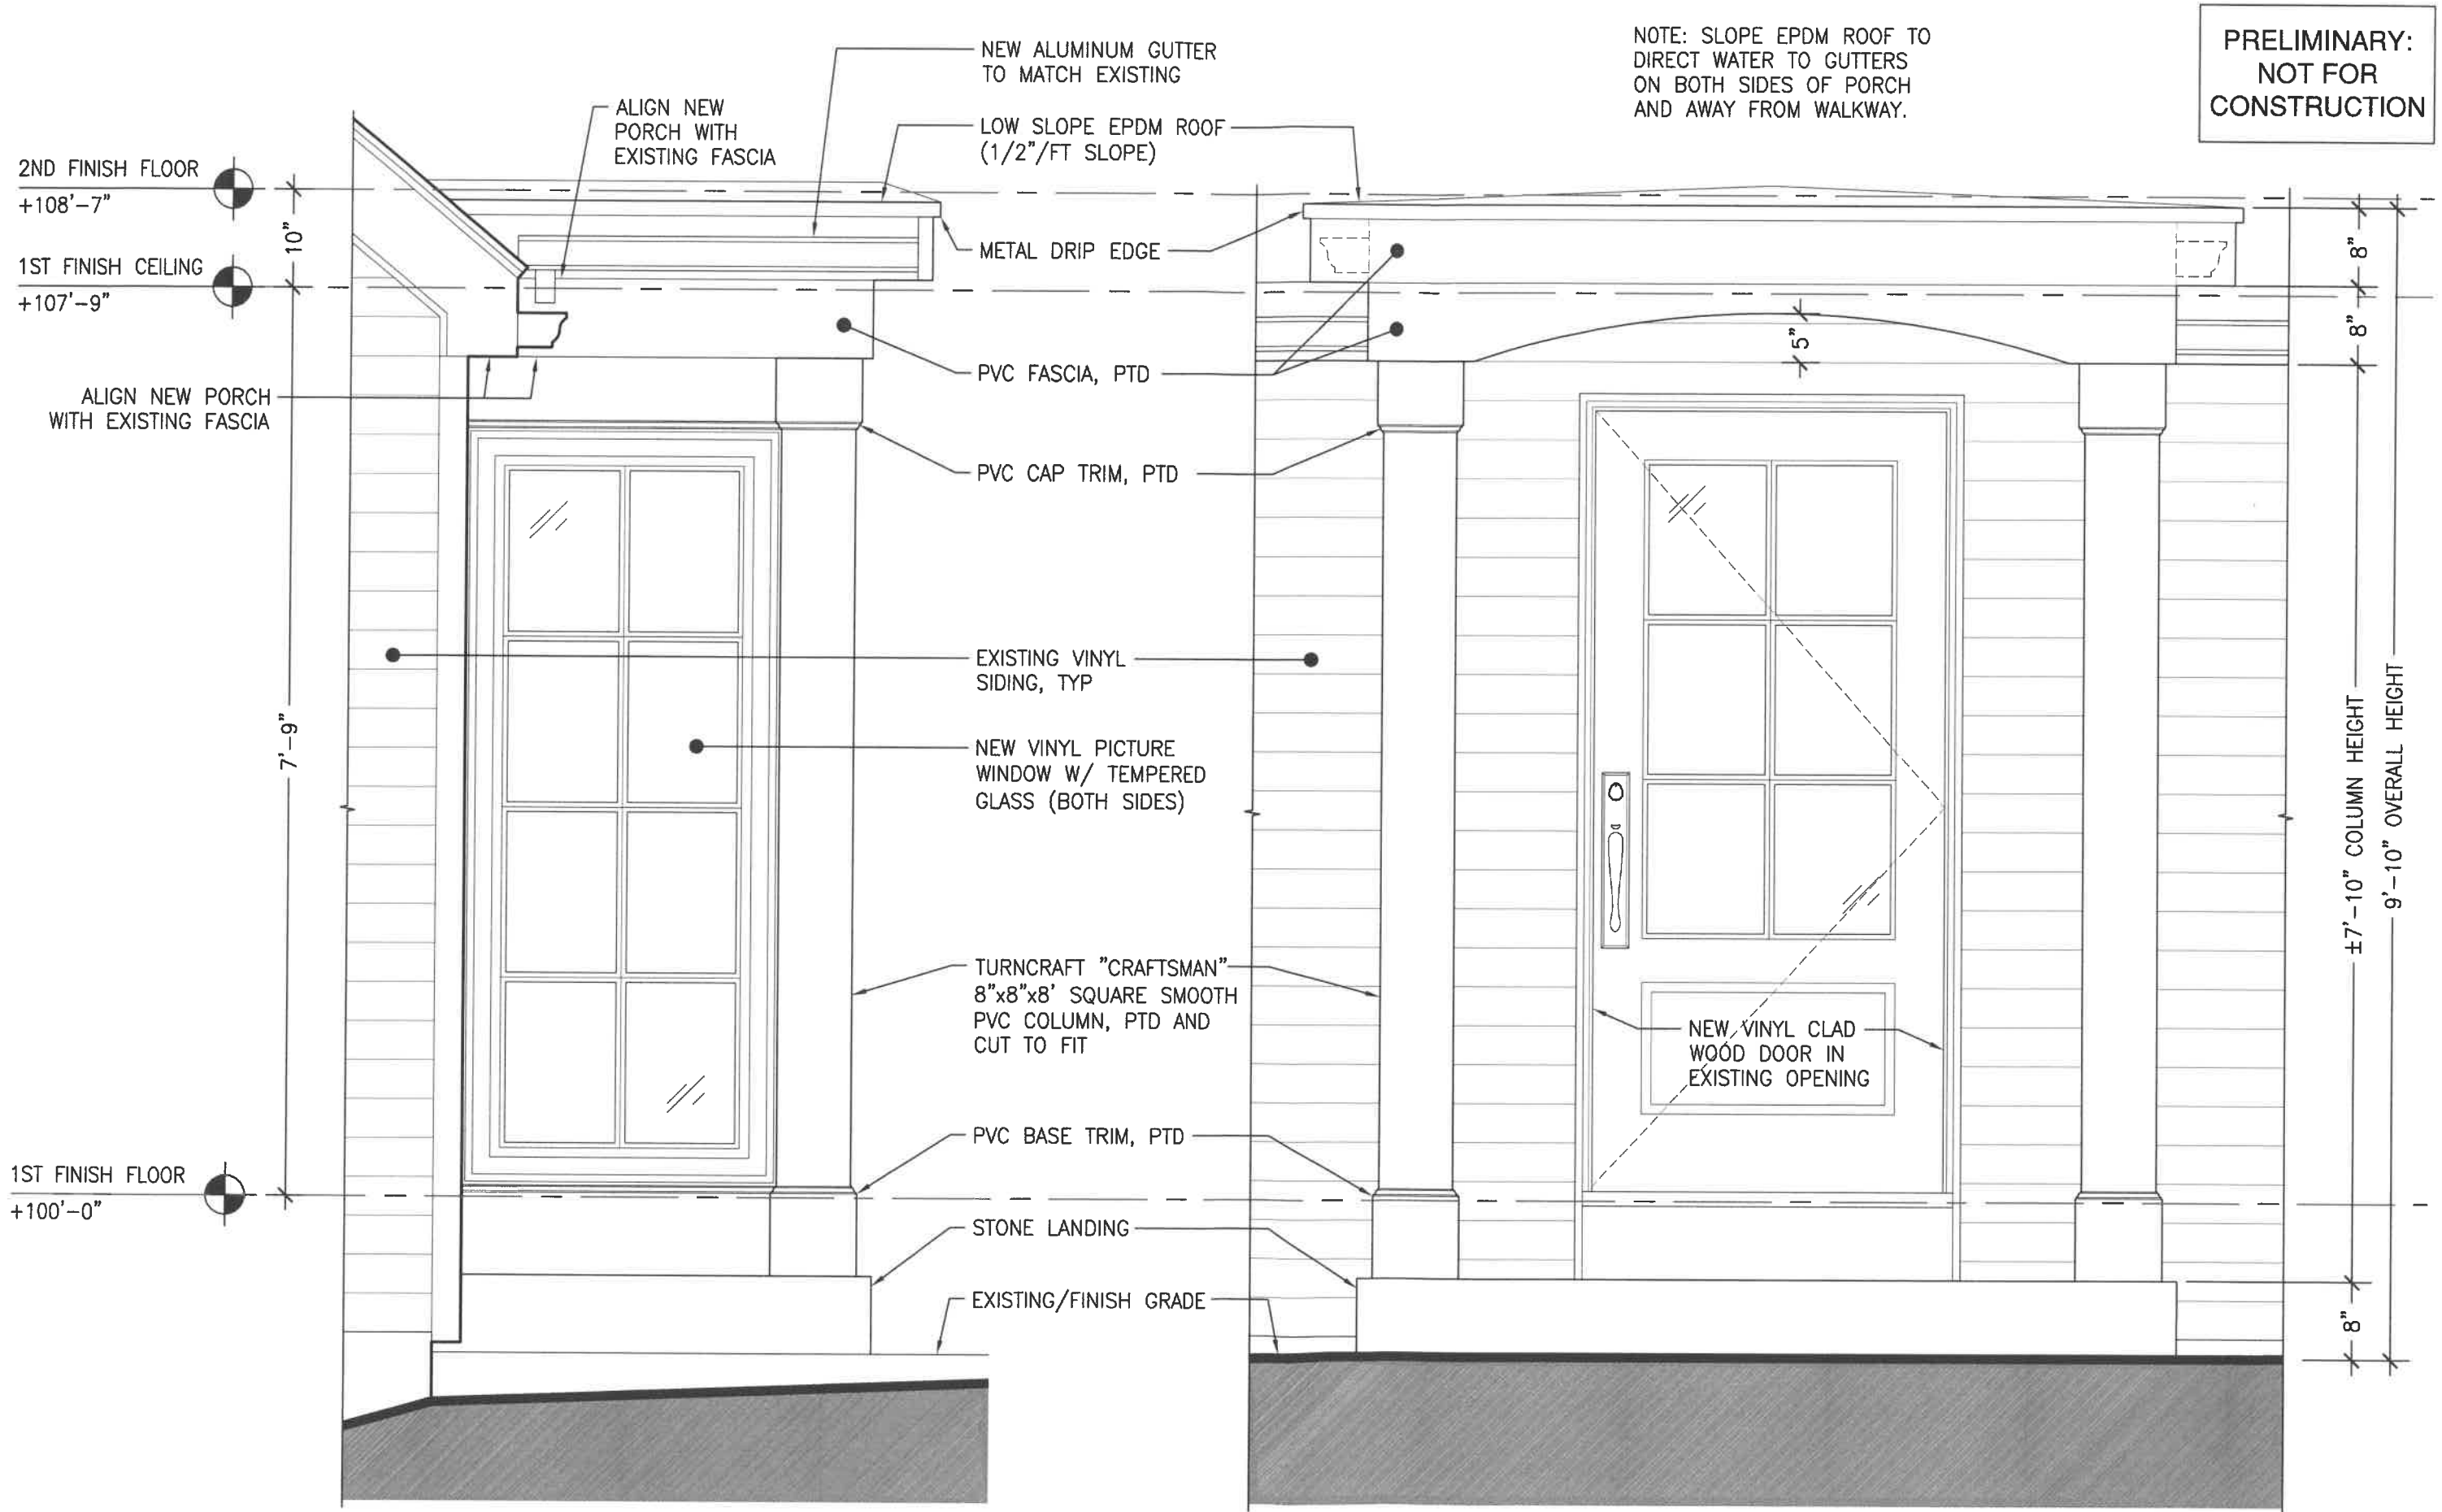 PRELIMINARY:
NOT FOR
CONSTRUCTION
NOTE: SLOPE EPDM ROOF TO
DIRECT WATER TO GUTTERS
ON BOTH SIDES OF PORCH
AND AWAY FROM WALKWAY.
NEW ALUMINUM GUTTER
TO MATCH EXISTING
ALIGN NEW
PORCH WITH
EXISTING FASCIA
LOW SLOPE EPDM ROOF
(1/2"/FT SLOPE)
2ND FINISH FLOOR
+108'-7"
10"
1ST FINISH CEILING
+107'-9"
METAL DRIP EDGE
8"
8"
5"
PVC FASCIA, PTD
ALIGN NEW PORCH
WITH EXISTING FASCIA
PVC CAP TRIM, PTD
EXISTING VINYL
SIDING, TYP
7'-9"
NEW VINYL PICTURE
WINDOW W/ TEMPERED
GLASS (BOTH SIDES)
±7'-10" COLUMN HEIGHT
9'-10" OVERALL HEIGHT
TURNCRAFT "CRAFTSMAN"
8"x8"x8' SQUARE SMOOTH
PVC COLUMN, PTD AND
CUT TO FIT
NEW VINYL CLAD
WOOD DOOR IN
EXISTING OPENING
PVC BASE TRIM, PTD
1ST FINISH FLOOR
+100'-0"
STONE LANDING
EXISTING/FINISH GRADE
8"